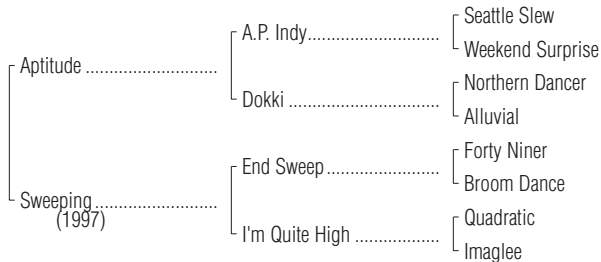 Seattle Slew
A.P. Indy..............................
Weekend Surprise
Aptitude ..............................
Northern Dancer
Dokki ..................................
Alluvial
Forty Niner
End Sweep..........................
Broom Dance
Sweeping............................
(1997)
Quadratic
I'm Quite High ...................
Imaglee